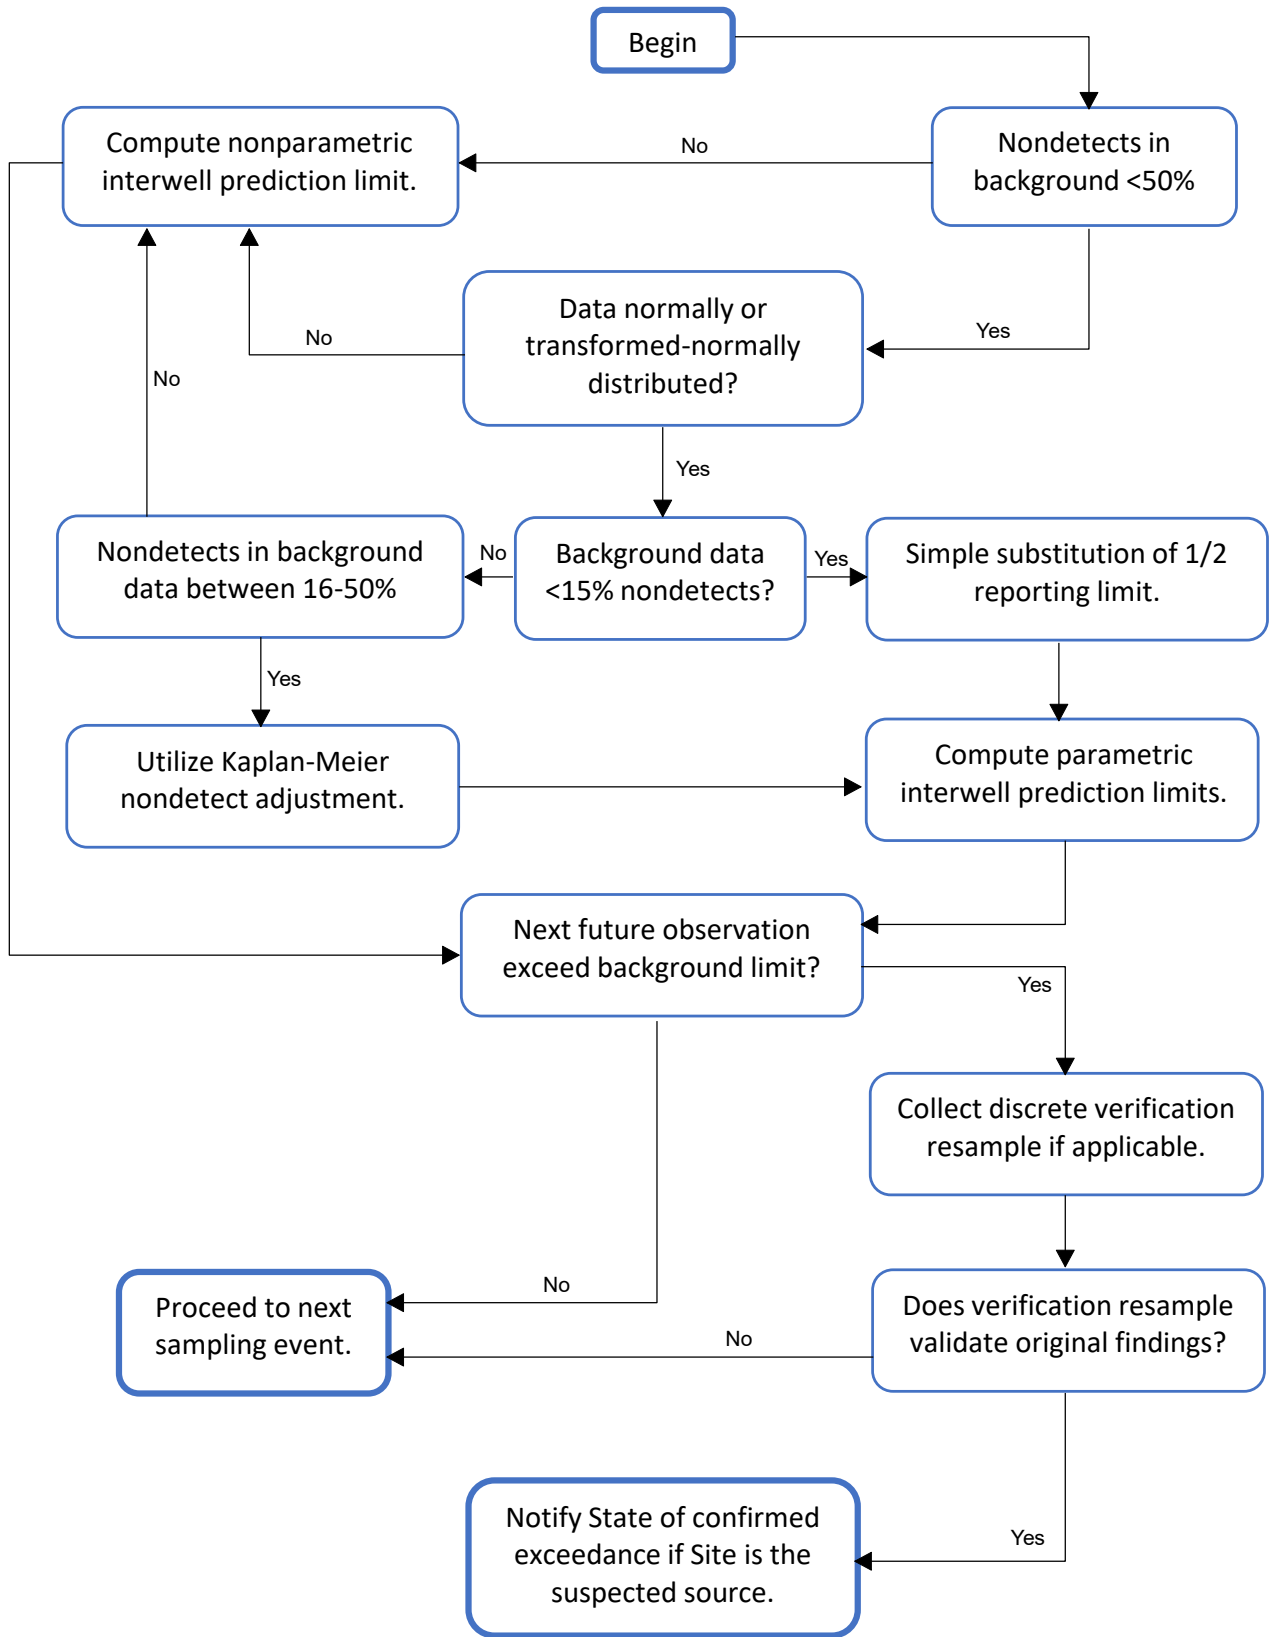 Begin
Compute nonparametric
interwell prediction limit.
No
Nondetects in
background <50%
Data normally or
transformed-normally
distributed?
No
Yes
No
Yes
Nondetects in background
data between 16-50%
No
Background data
<15% nondetects?
Yes
Simple substitution of 1/2
reporting limit.
Yes
Utilize Kaplan-Meier
nondetect adjustment.
Compute parametric
interwell prediction limits.
Next future observation
exceed background limit?
Yes
Collect discrete verification
resample if applicable.
No
Proceed to next
sampling event.
No
Does verification resample
validate original findings?
Notify State of confirmed
exceedance if Site is the
suspected source.
Yes